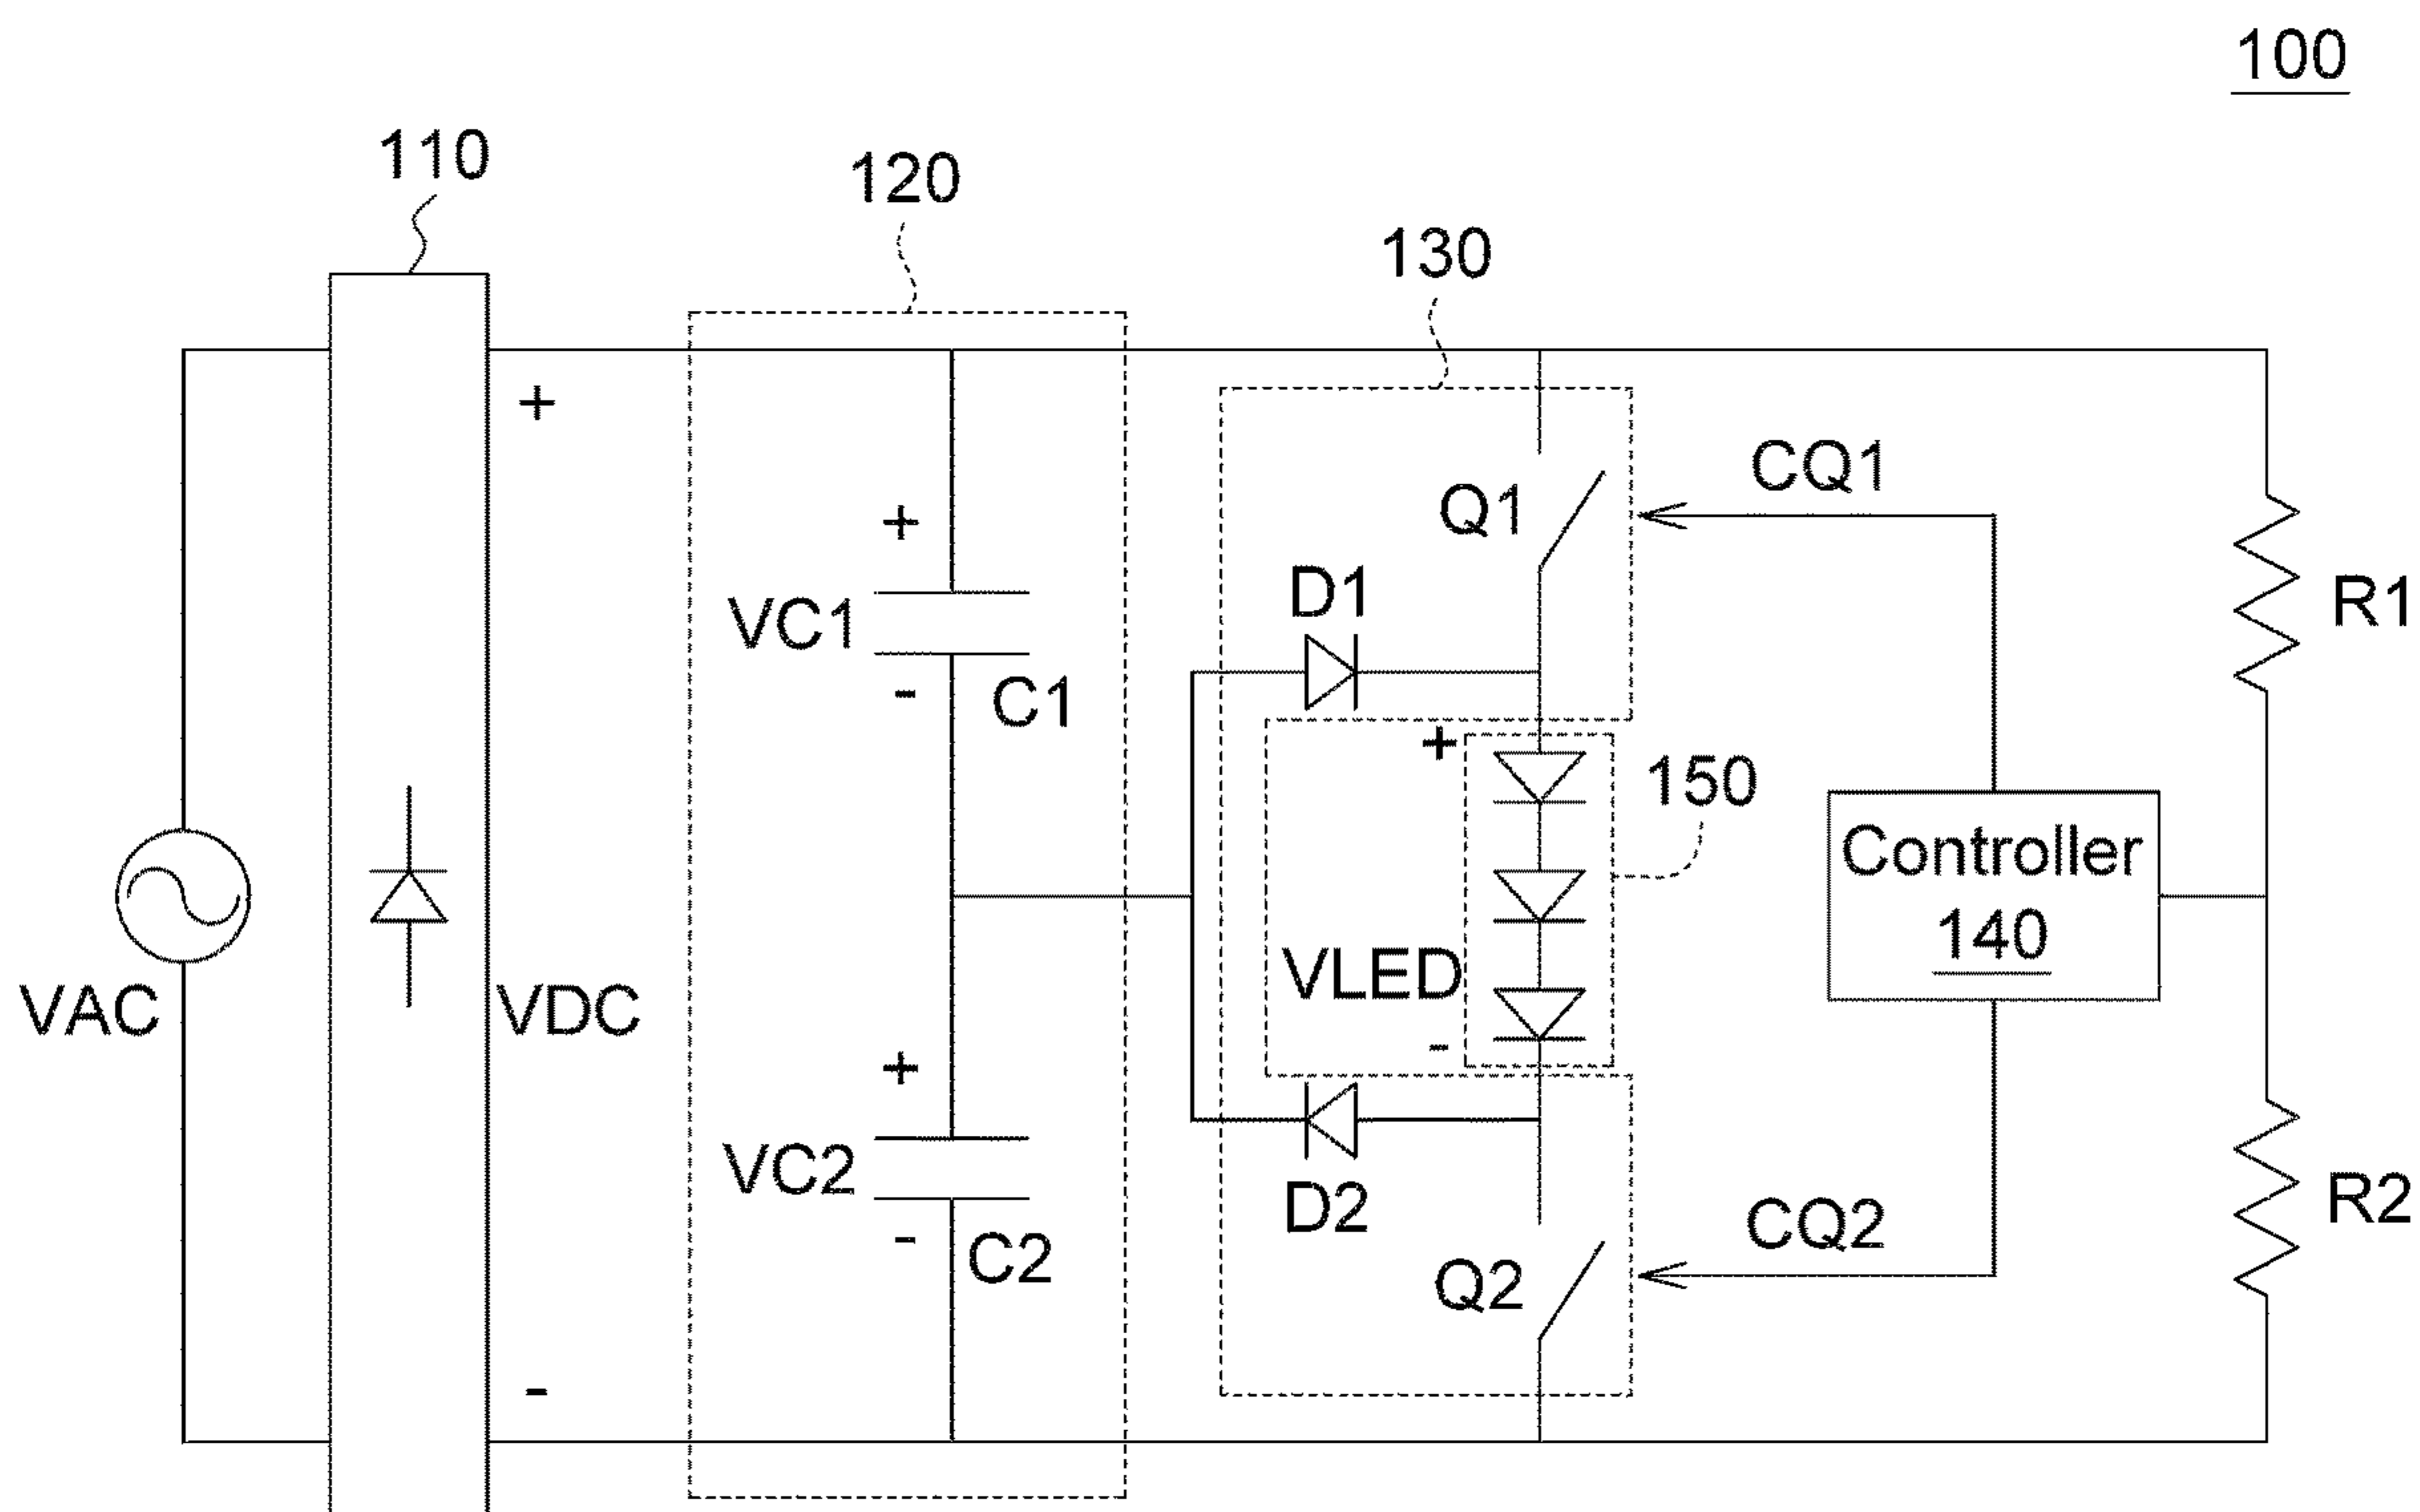 100
110
120
130
+
CQ1
+
Q1
D1
R1
VC1
-
C1
+
150
Controller
140
VLED
VAC
VDC
-
+
VC2
D2
R2
CQ2
-
C2
Q2
-